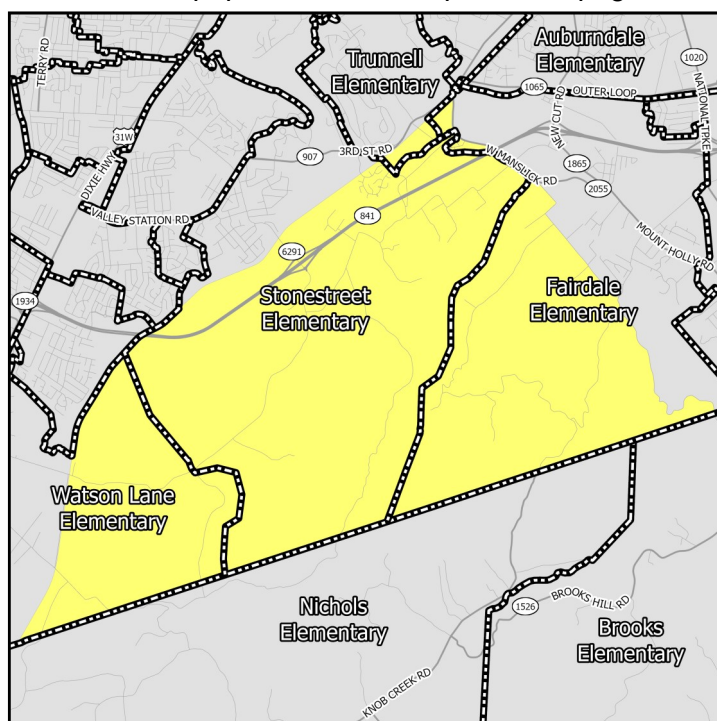 Trunnell
Elementary
Auburndale
Elementary
TERRY RD
1065
OUTER LOOP
1020
NATIONAL TPKE
NEW CUT RD
31W
DIXIE HWY
907
3RD ST RD
W MANSLICK RD
1865
2055
MOUNT HOLLY RD
VALLEY STATION RD
841
6291
1934
Stonestreet
Elementary
Fairdale
Elementary
Watson Lane
Elementary
Nichols
Elementary
1526
BROOKS HILL RD
Brooks
Elementary
KNOB CREEK RD